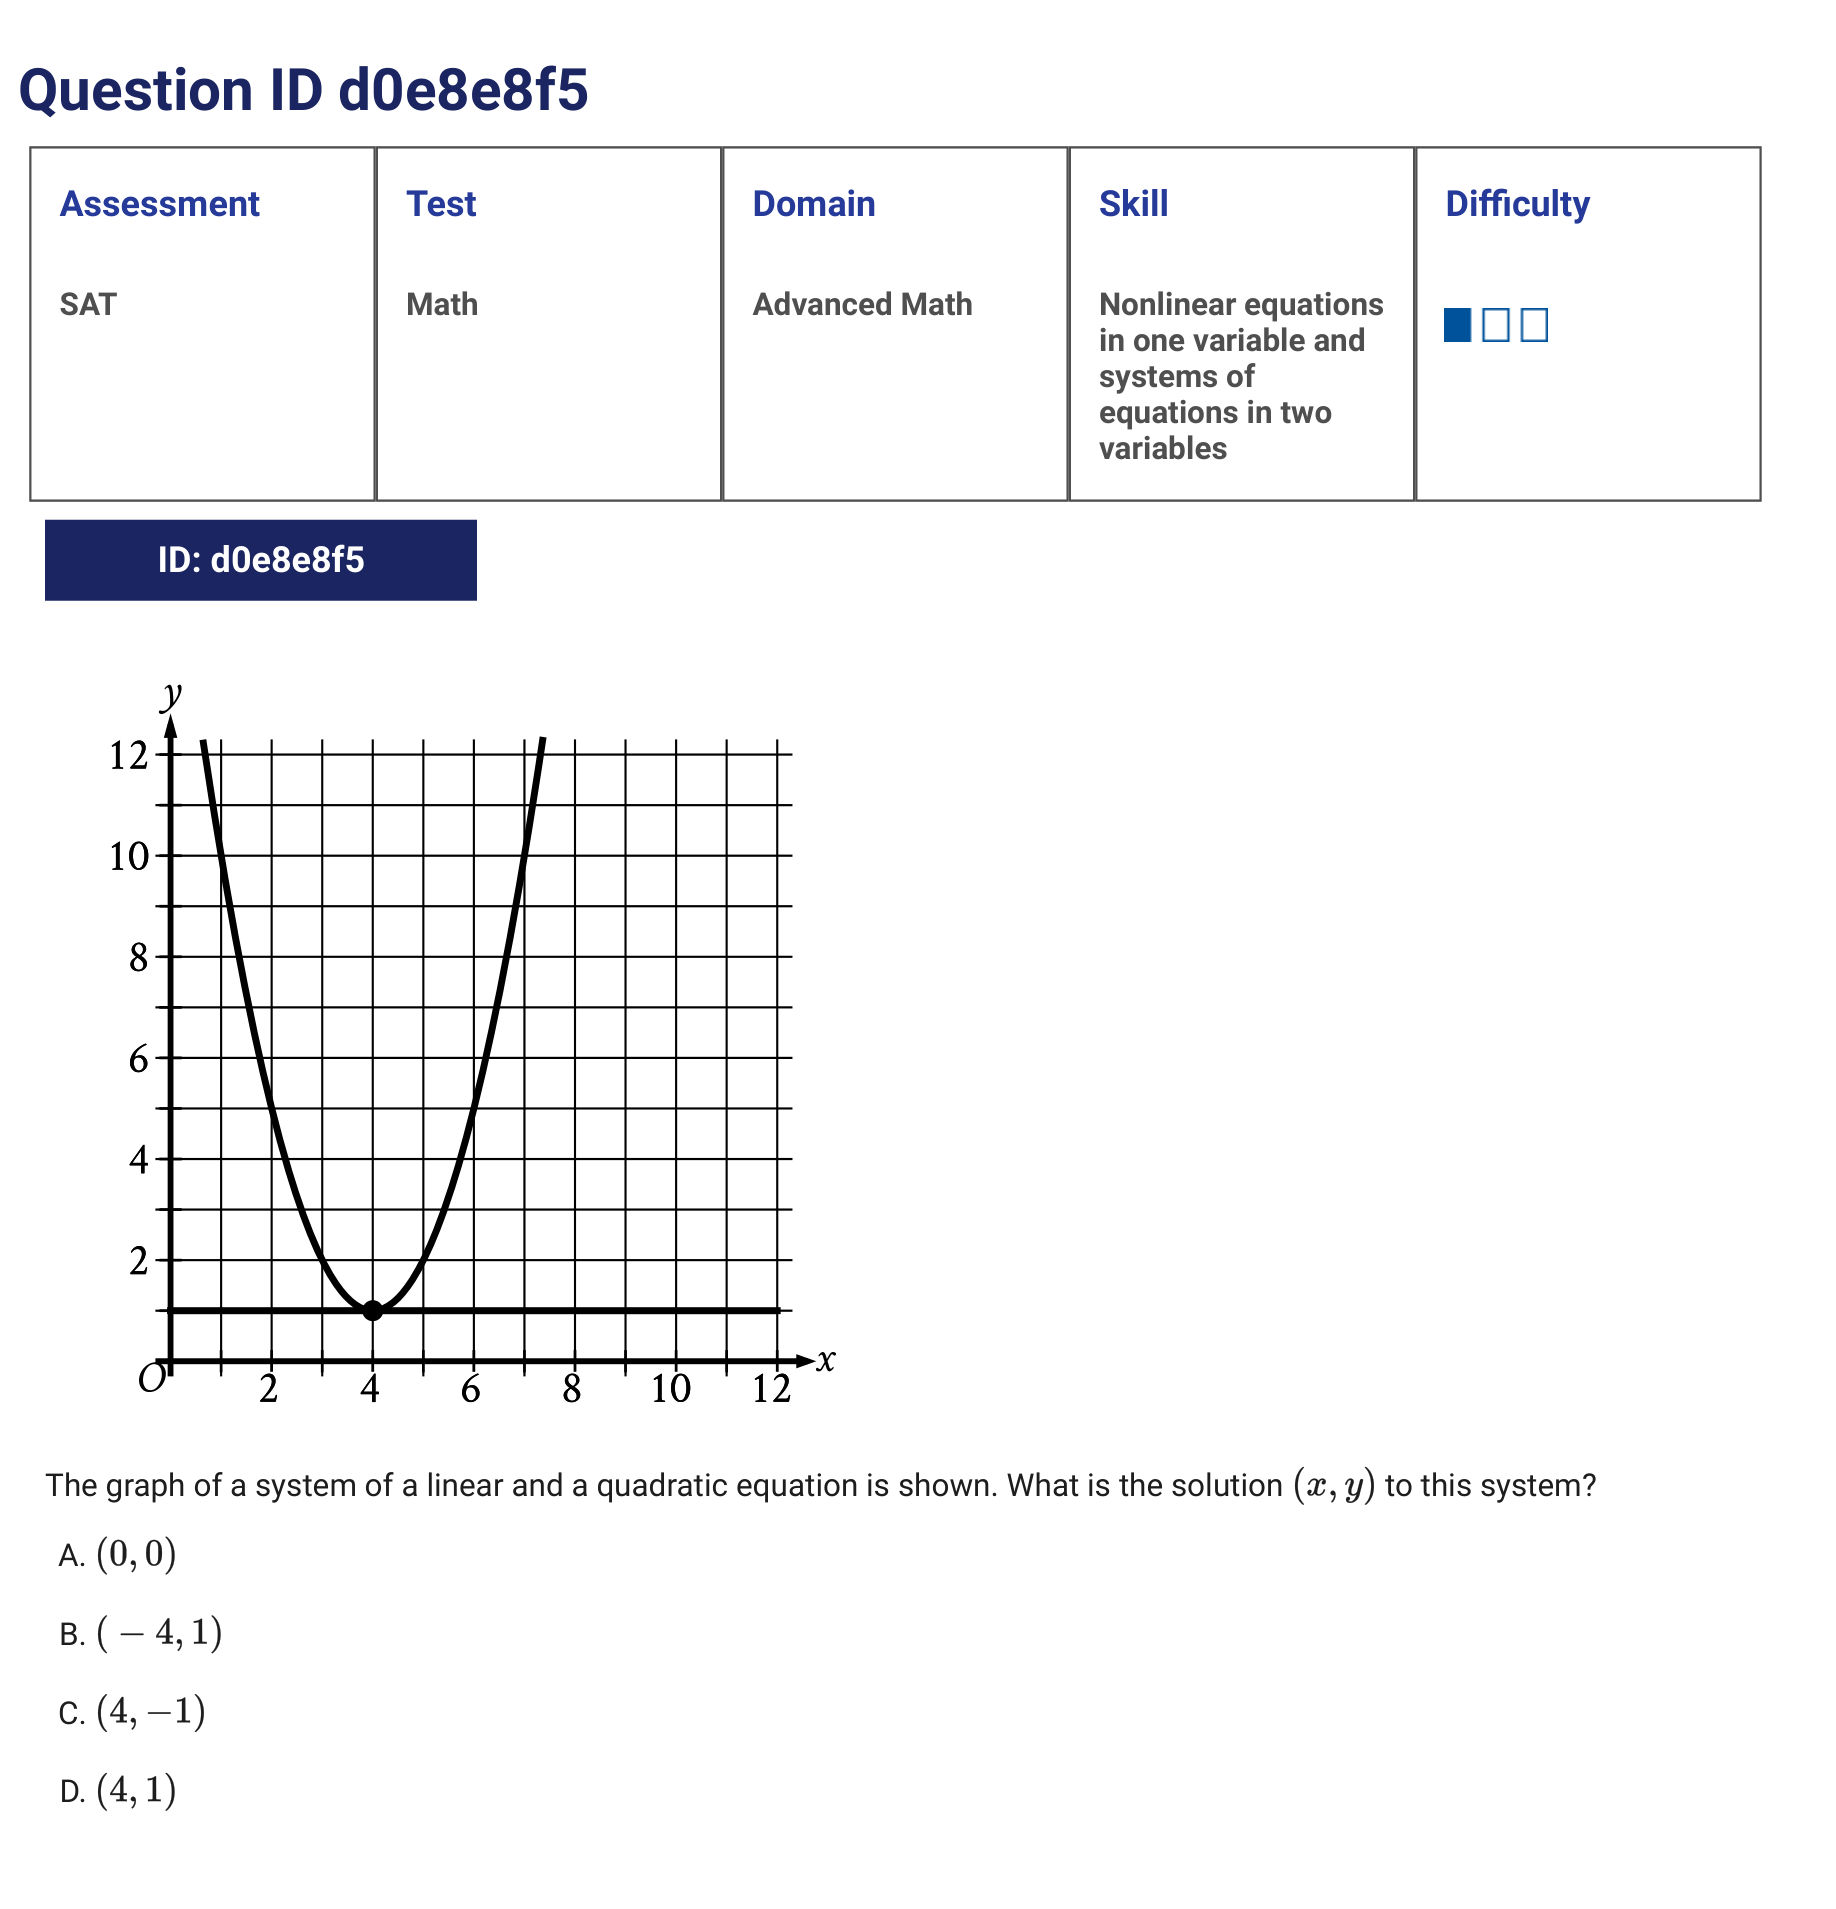 Question ID d0e8e8f5
Assessment Test Domain Skill Difficulty
SAT Math Advanced Math Nonlinear equations
in one variable and
systems of
equations in two
variables
ID: d0e8e8f5
y
12
10
8
6
4
2
O 2 4 6 8 10 12 x
The graph of a system of a linear and a quadratic equation is shown. What is the solution (x, y) to this system?
A. (0, 0)
B. ( − 4, 1)
C. (4, −1)
D. (4, 1)